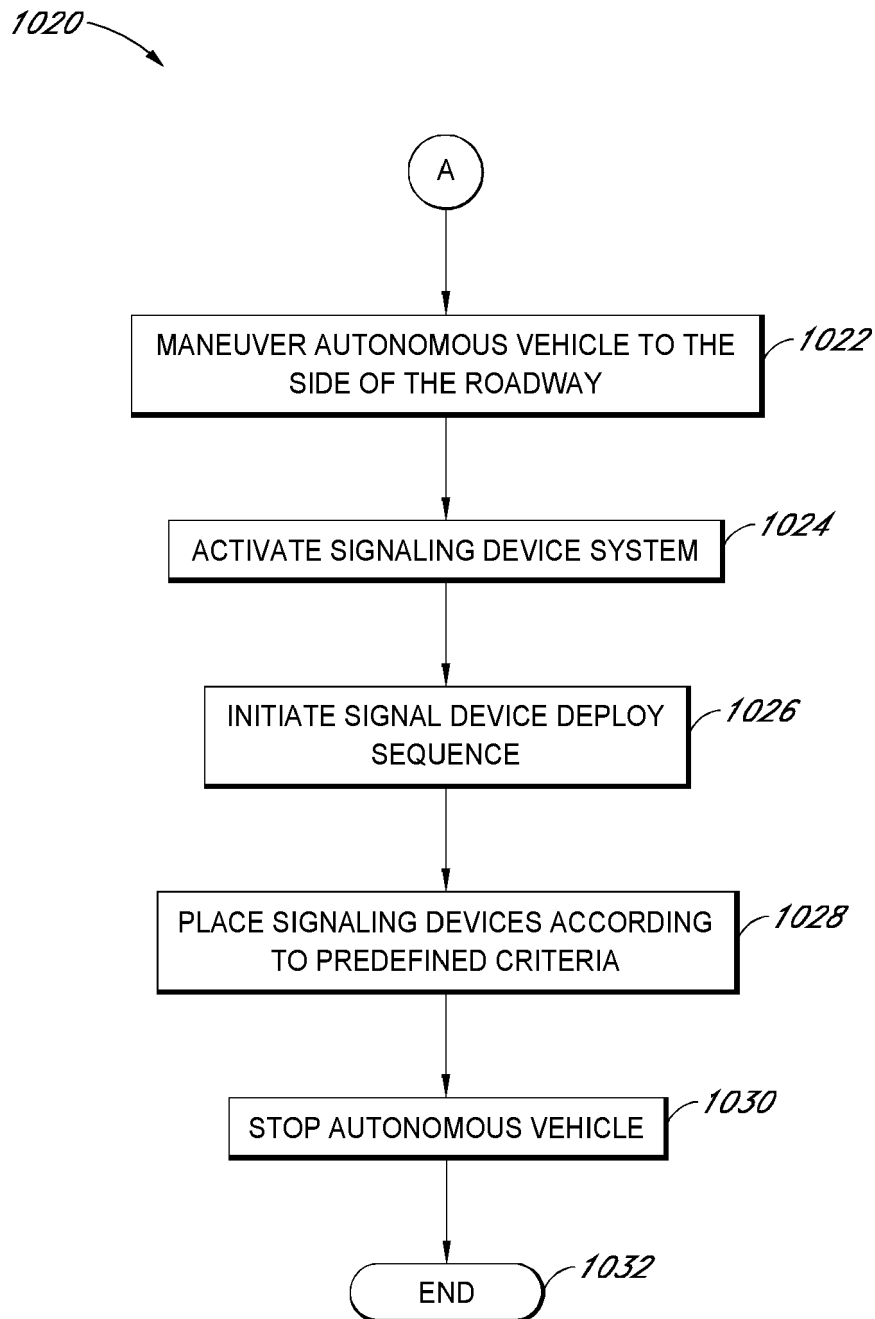 1020
A
MANEUVER AUTONOMOUS VEHICLE TO THE
SIDE OF THE ROADWAY
1022
ACTIVATE SIGNALING DEVICE SYSTEM
1024
INITIATE SIGNAL DEVICE DEPLOY
SEQUENCE
1026
PLACE SIGNALING DEVICES ACCORDING
TO PREDEFINED CRITERIA
1028
STOP AUTONOMOUS VEHICLE
1030
END
1032